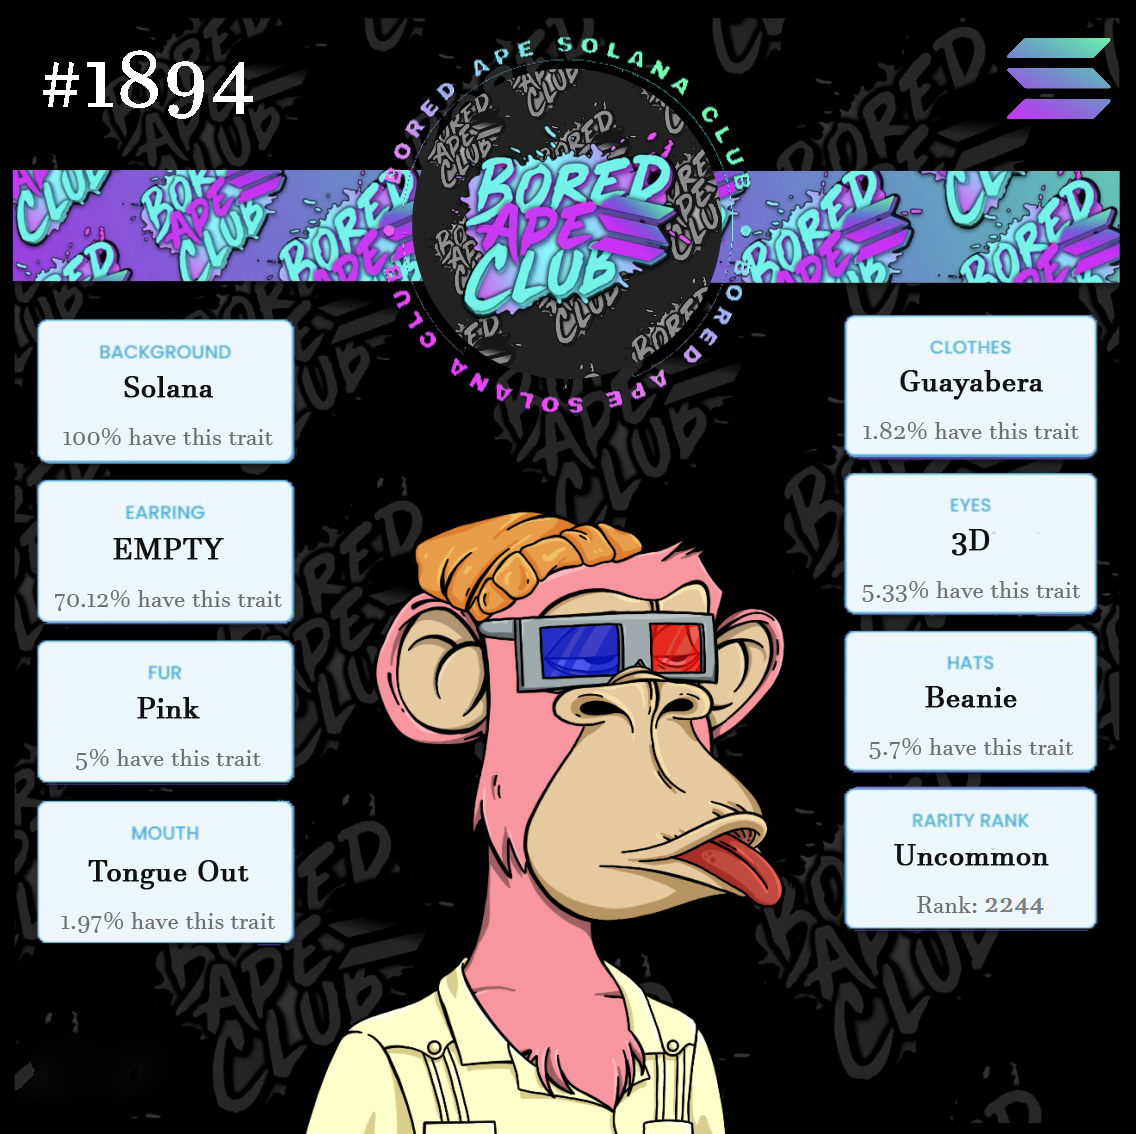 #1894
BORED APE SOLANA CLUB
BORED
APE
CLUB
BORED APE SOLANA CLUB
BACKGROUND
Solana
100% have this trait
EARRING
EMPTY
70.12% have this trait
FUR
Pink
5% have this trait
MOUTH
Tongue Out
1.97% have this trait
CLOTHES
Guayabera
1.82% have this trait
EYES
3D
5.33% have this trait
HATS
Beanie
5.7% have this trait
RARITY RANK
Uncommon
Rank: 2244